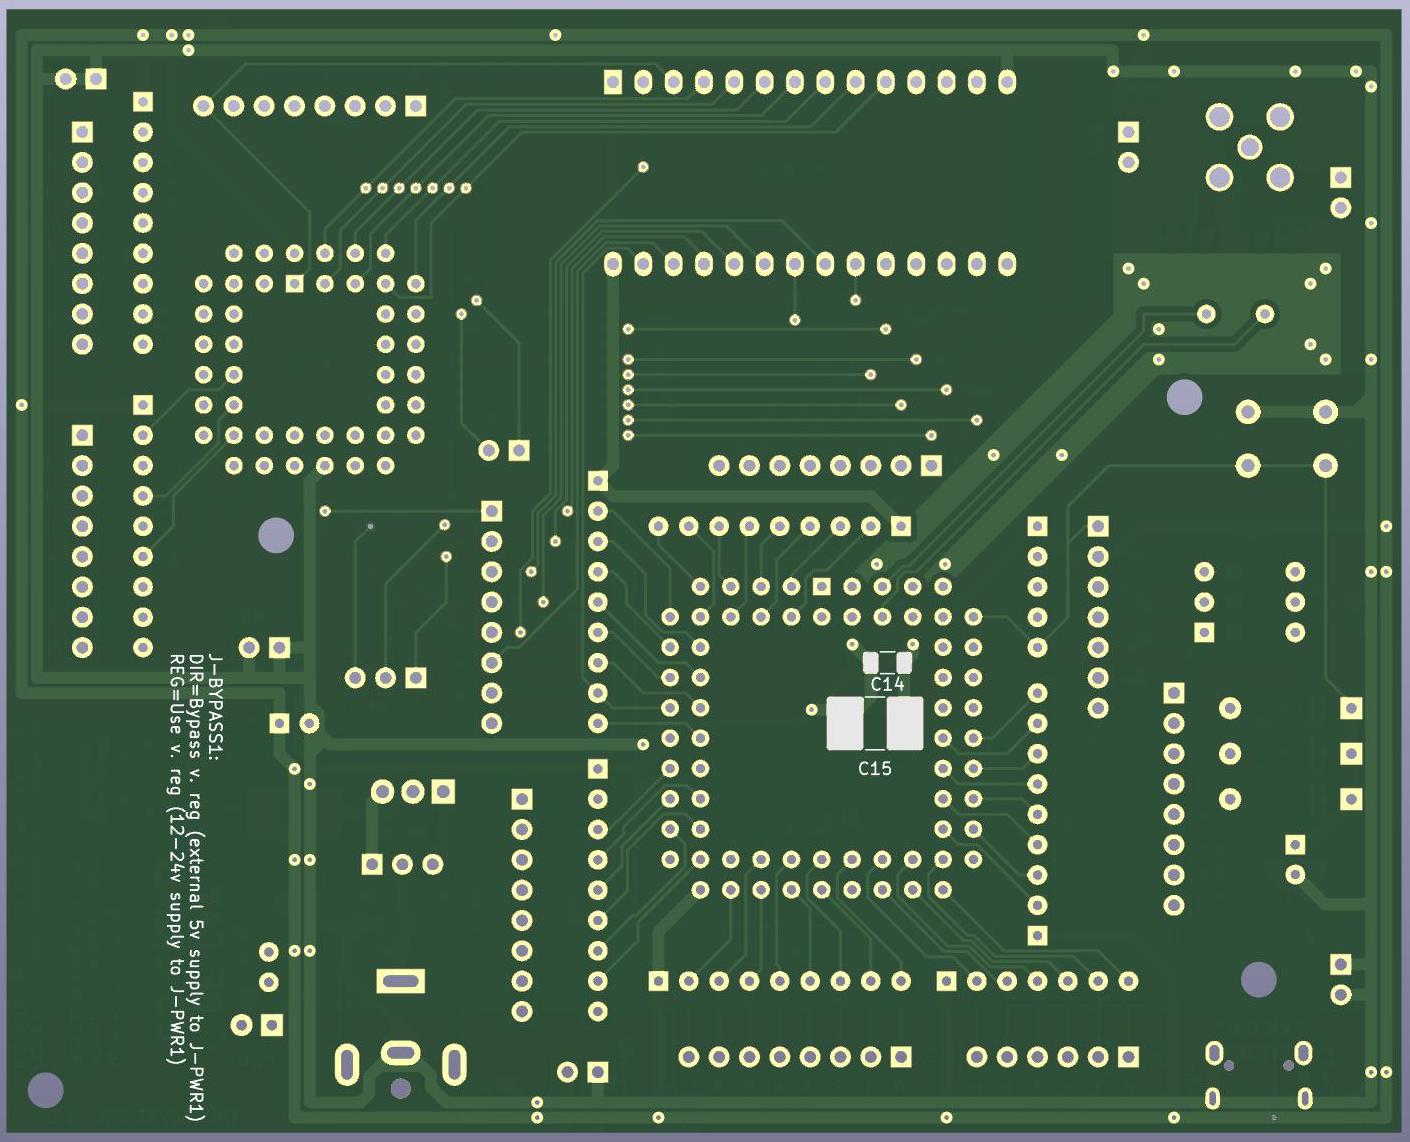 J-BYPASS1:
DIR=Bypass v. reg (external 5v supply to J-PWR1)
REG=Use v. reg (12-24v supply to J-PWR1)
C14
C15